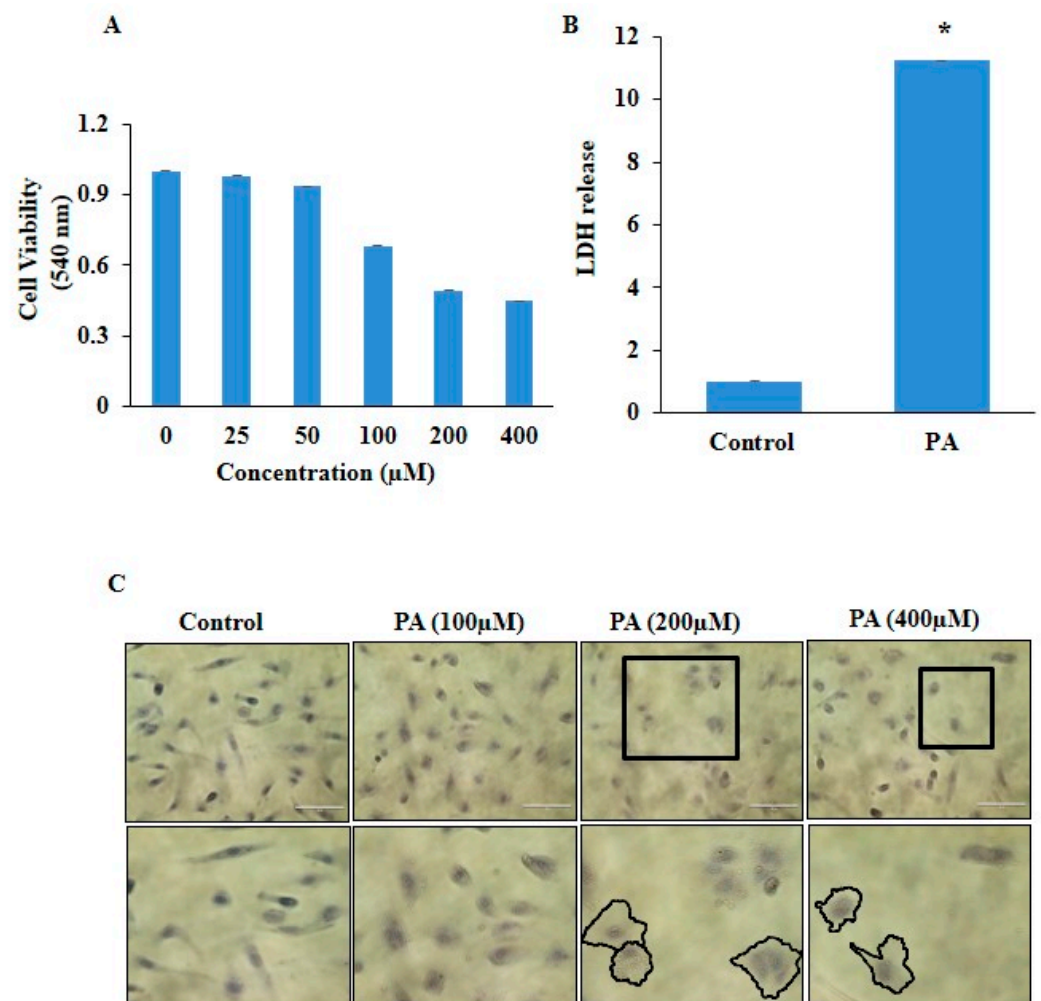 A
Cell Viability
(540 nm)
1.2
0.9
0.6
0.3
0
0 25 50 100 200 400
Concentration (µM)
B
*
LDH release
12
10
8
6
4
2
0
Control PA
C
Control PA (100µM) PA (200µM) PA (400µM)